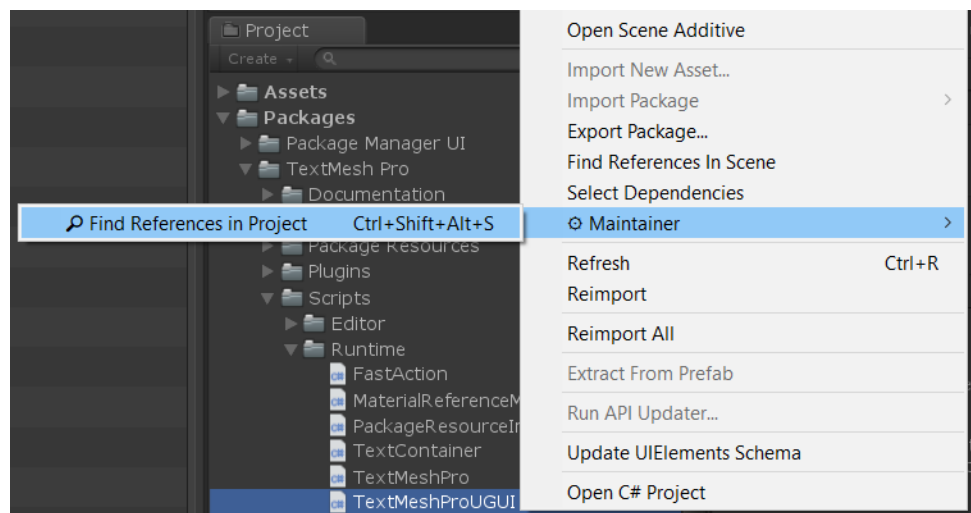 Project
Create
Assets
Packages
Package Manager UI
TextMesh Pro
Documentation
Package Resources
Plugins
Scripts
Editor
Runtime
FastAction
MaterialReferenceM
PackageResourceIn
TextContainer
TextMeshPro
TextMeshProUGUI
Find References in Project Ctrl+Shift+Alt+S
Open Scene Additive
Import New Asset...
Import Package
Export Package...
Find References In Scene
Select Dependencies
Maintainer
Refresh Ctrl+R
Reimport
Reimport All
Extract From Prefab
Run API Updater...
Update UIElements Schema
Open C# Project